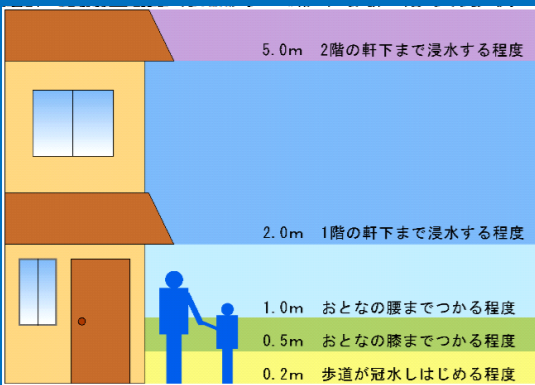 5.0m 2階の軒下まで浸水する程度
2.0m 1階の軒下まで浸水する程度
1.0m おとなの腰までつかる程度
0.5m おとなの膝までつかる程度
0.2m 歩道が冠水しはじめる程度